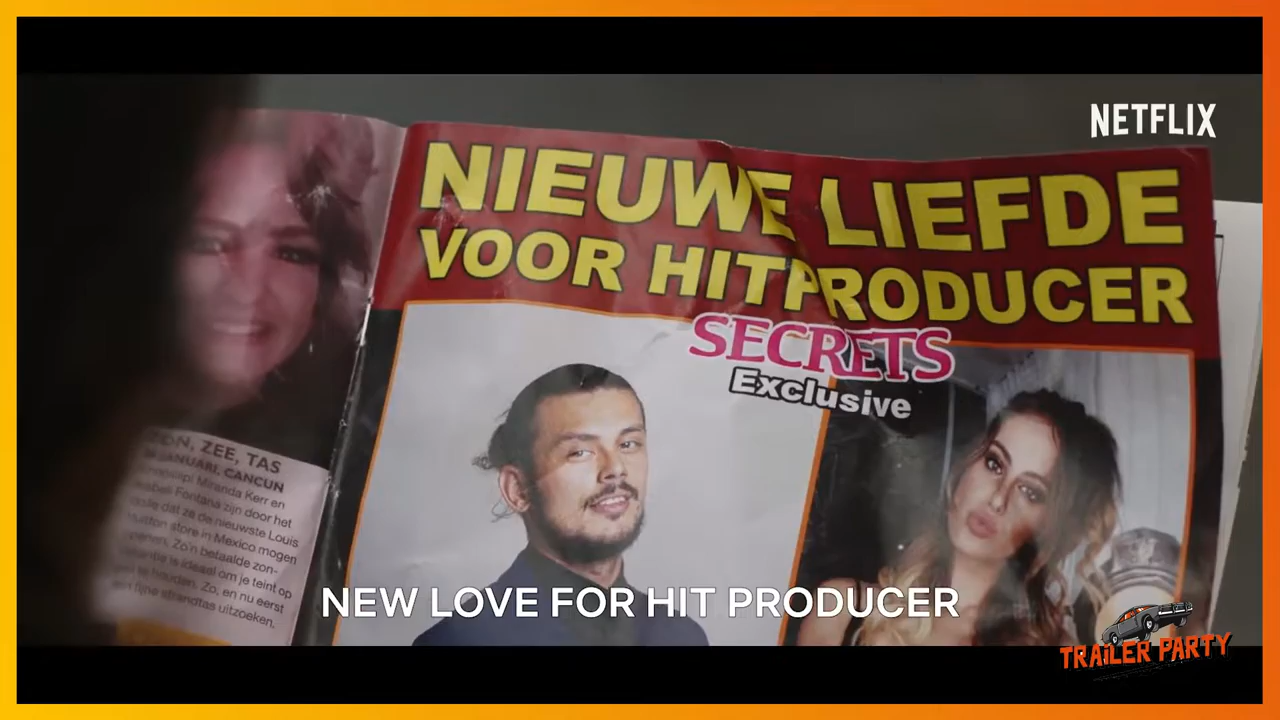 NETFLIX
NIEUWE LIEFDE
VOOR HITPRODUCER
SECRETS
Exclusive
ZON, ZEE, TAS
JANUARI, CANCUN
Miranda Kerr en
Fontana zijn door het
dat ze de nieuwste Louis
Vuitton store in Mexico mogen
openen. Zo'n betaalde zon-
vakantie is ideaal om je teint op
te houden. Zo, en nu eerst
een fijne strandtas uitzoeken.
NEW LOVE FOR HIT PRODUCER
TRAILER PARTY